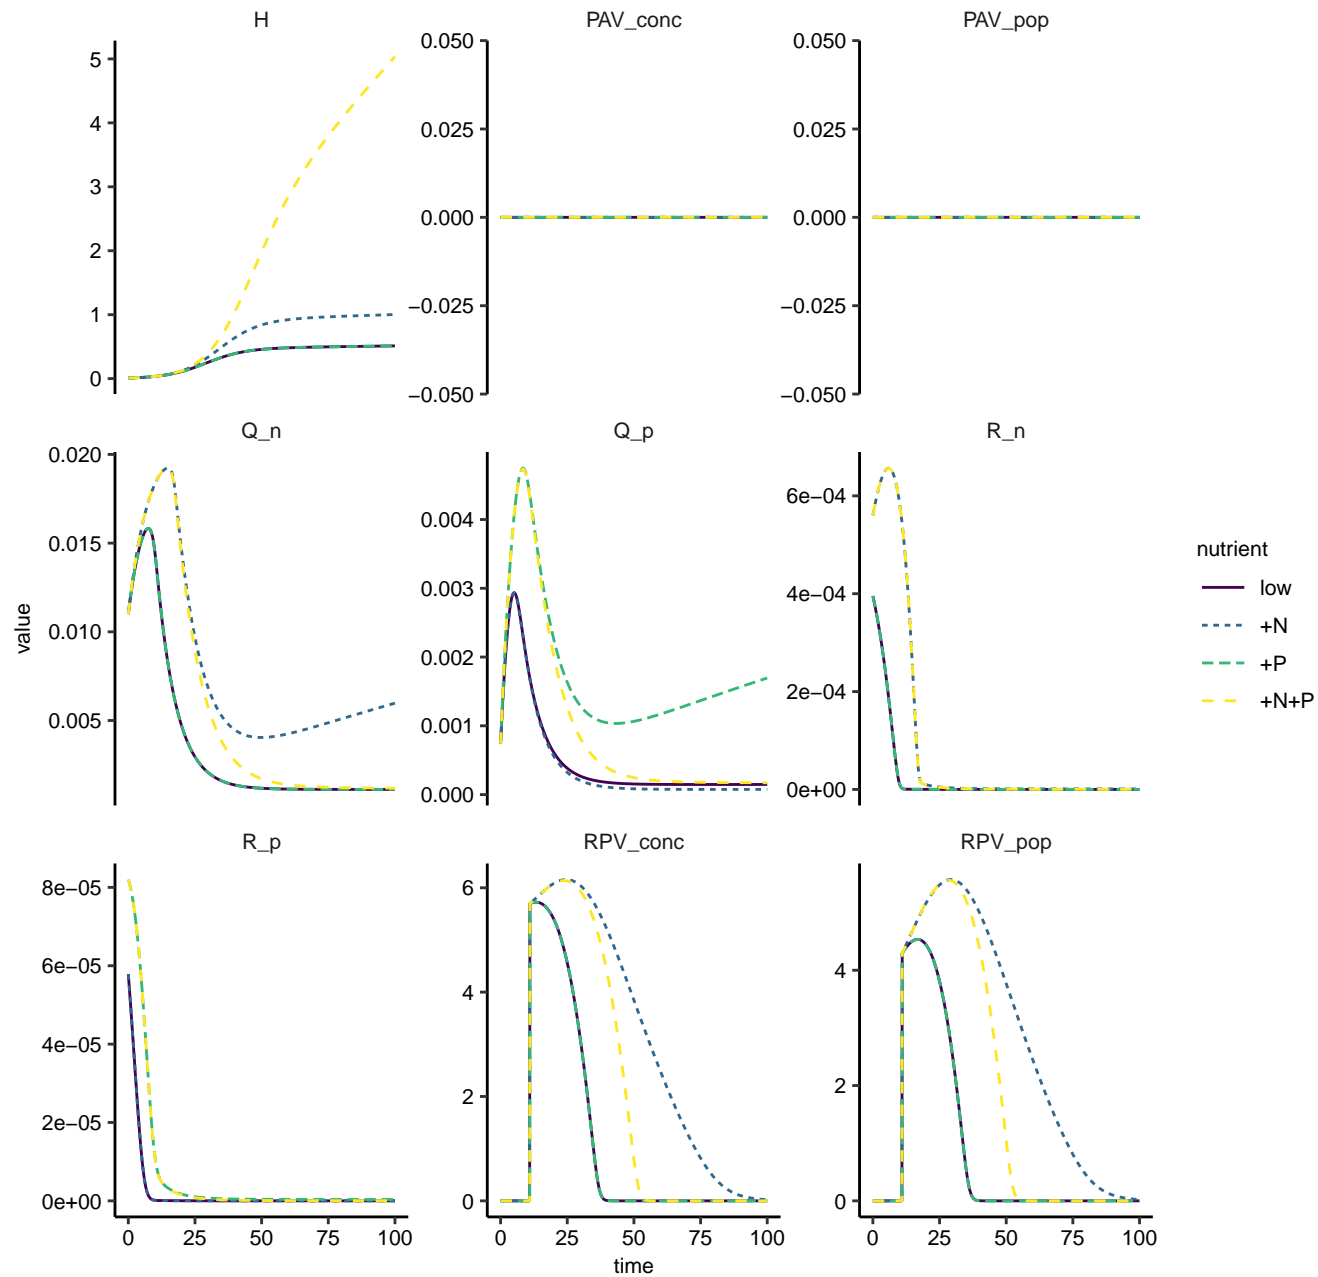 H
PAV_conc
PAV_pop
5
4
3
2
1
0
0.050
0.025
0.000
−0.025
−0.050
0.050
0.025
0.000
−0.025
−0.050
Q_n
Q_p
R_n
0.020
0.015
0.010
0.005
0.004
0.003
0.002
0.001
0.000
6e−04
4e−04
2e−04
0e+00
R_p
RPV_conc
RPV_pop
8e−05
6e−05
4e−05
2e−05
0e+00
6
4
2
0
4
2
0
0 25 50 75 100
0 25 50 75 100
0 25 50 75 100
time
value
nutrient
low
+N
+P
+N+P